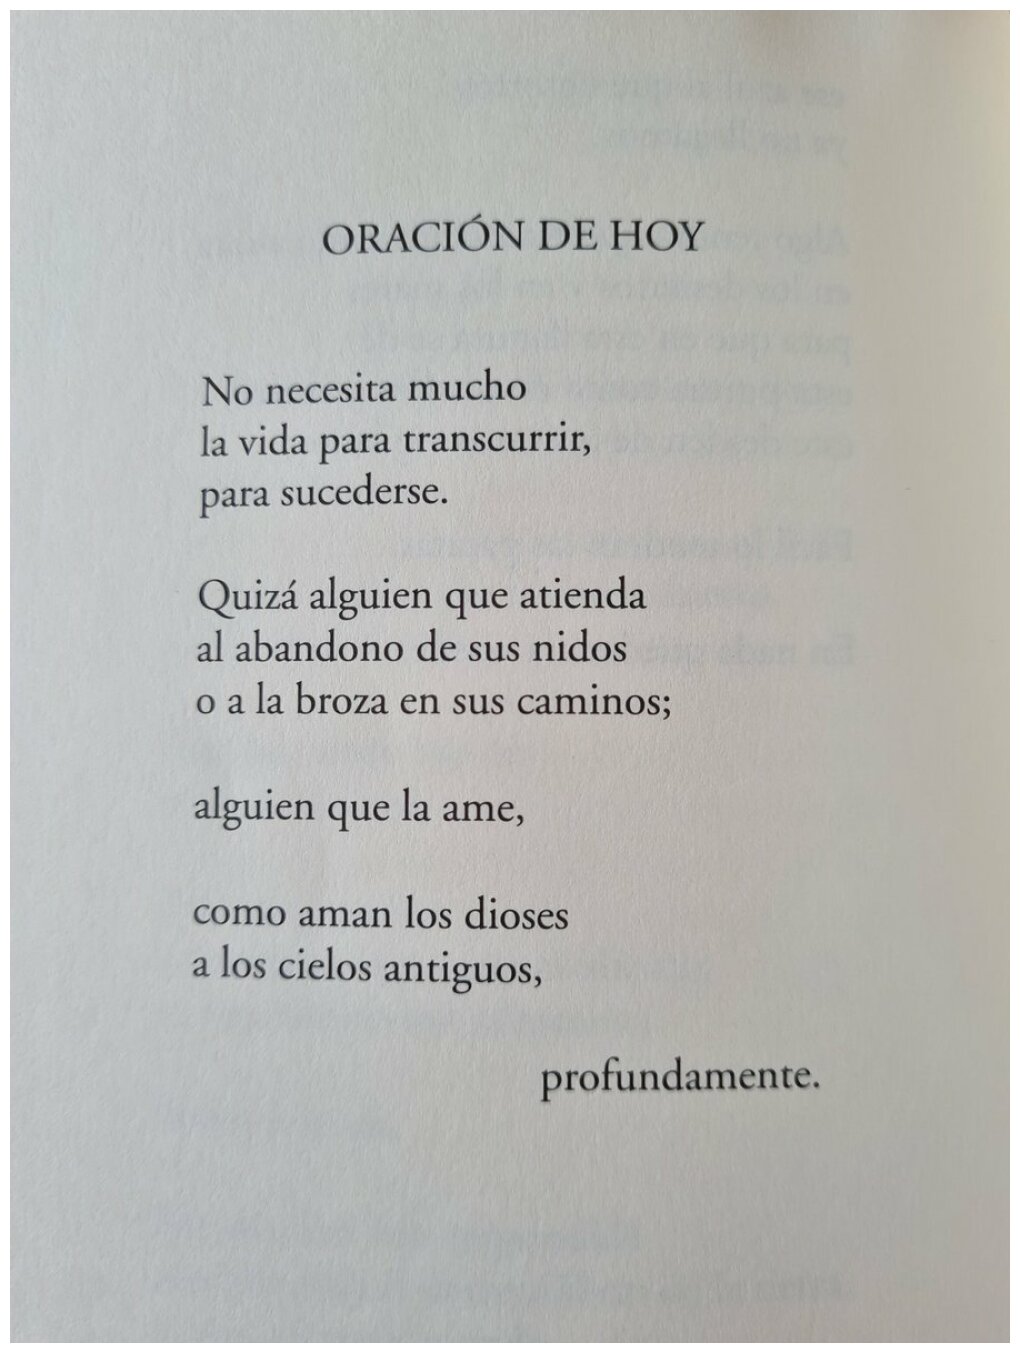 ORACIÓN DE HOY
No necesita mucho
la vida para transcurrir,
para sucederse.
Quizá alguien que atienda
al abandono de sus nidos
o a la broza en sus caminos;
alguien que la ame,
como aman los dioses
a los cielos antiguos,
profundamente.